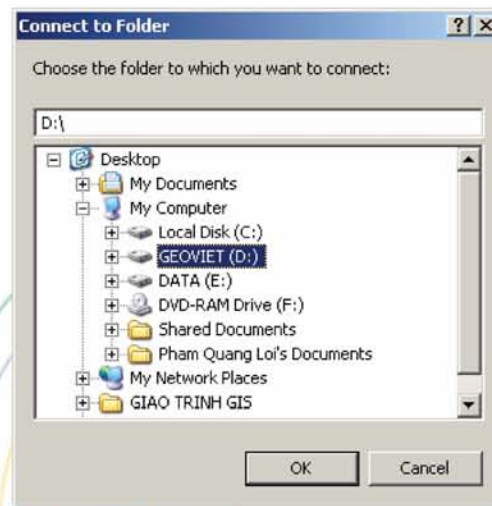 Connect to Folder
Choose the folder to which you want to connect:
D:\
Desktop
My Documents
My Computer
Local Disk (C:)
GEOVIET (D:)
DATA (E:)
DVD-RAM Drive (F:)
Shared Documents
Pham Quang Loi's Documents
My Network Places
GIAO TRINH GIS
OK Cancel